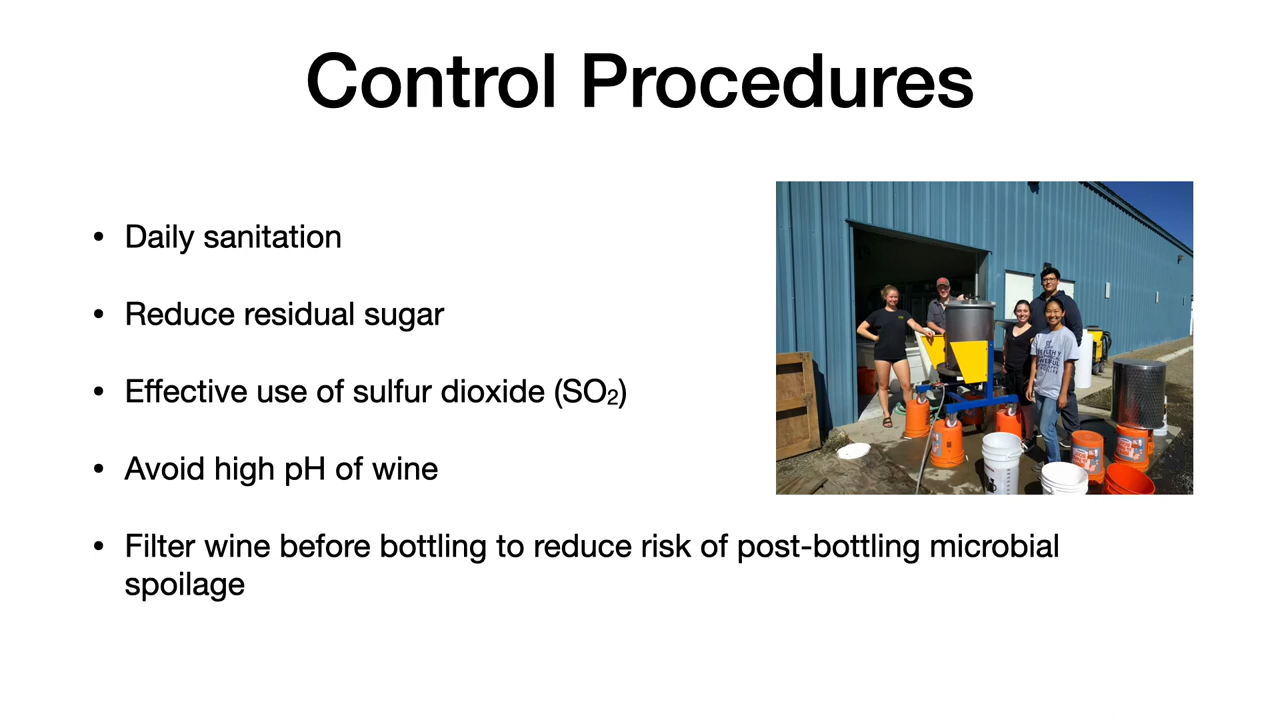 Control Procedures
• Daily sanitation
• Reduce residual sugar
• Effective use of sulfur dioxide (SO₂)
• Avoid high pH of wine
• Filter wine before bottling to reduce risk of post-bottling microbial
spoilage